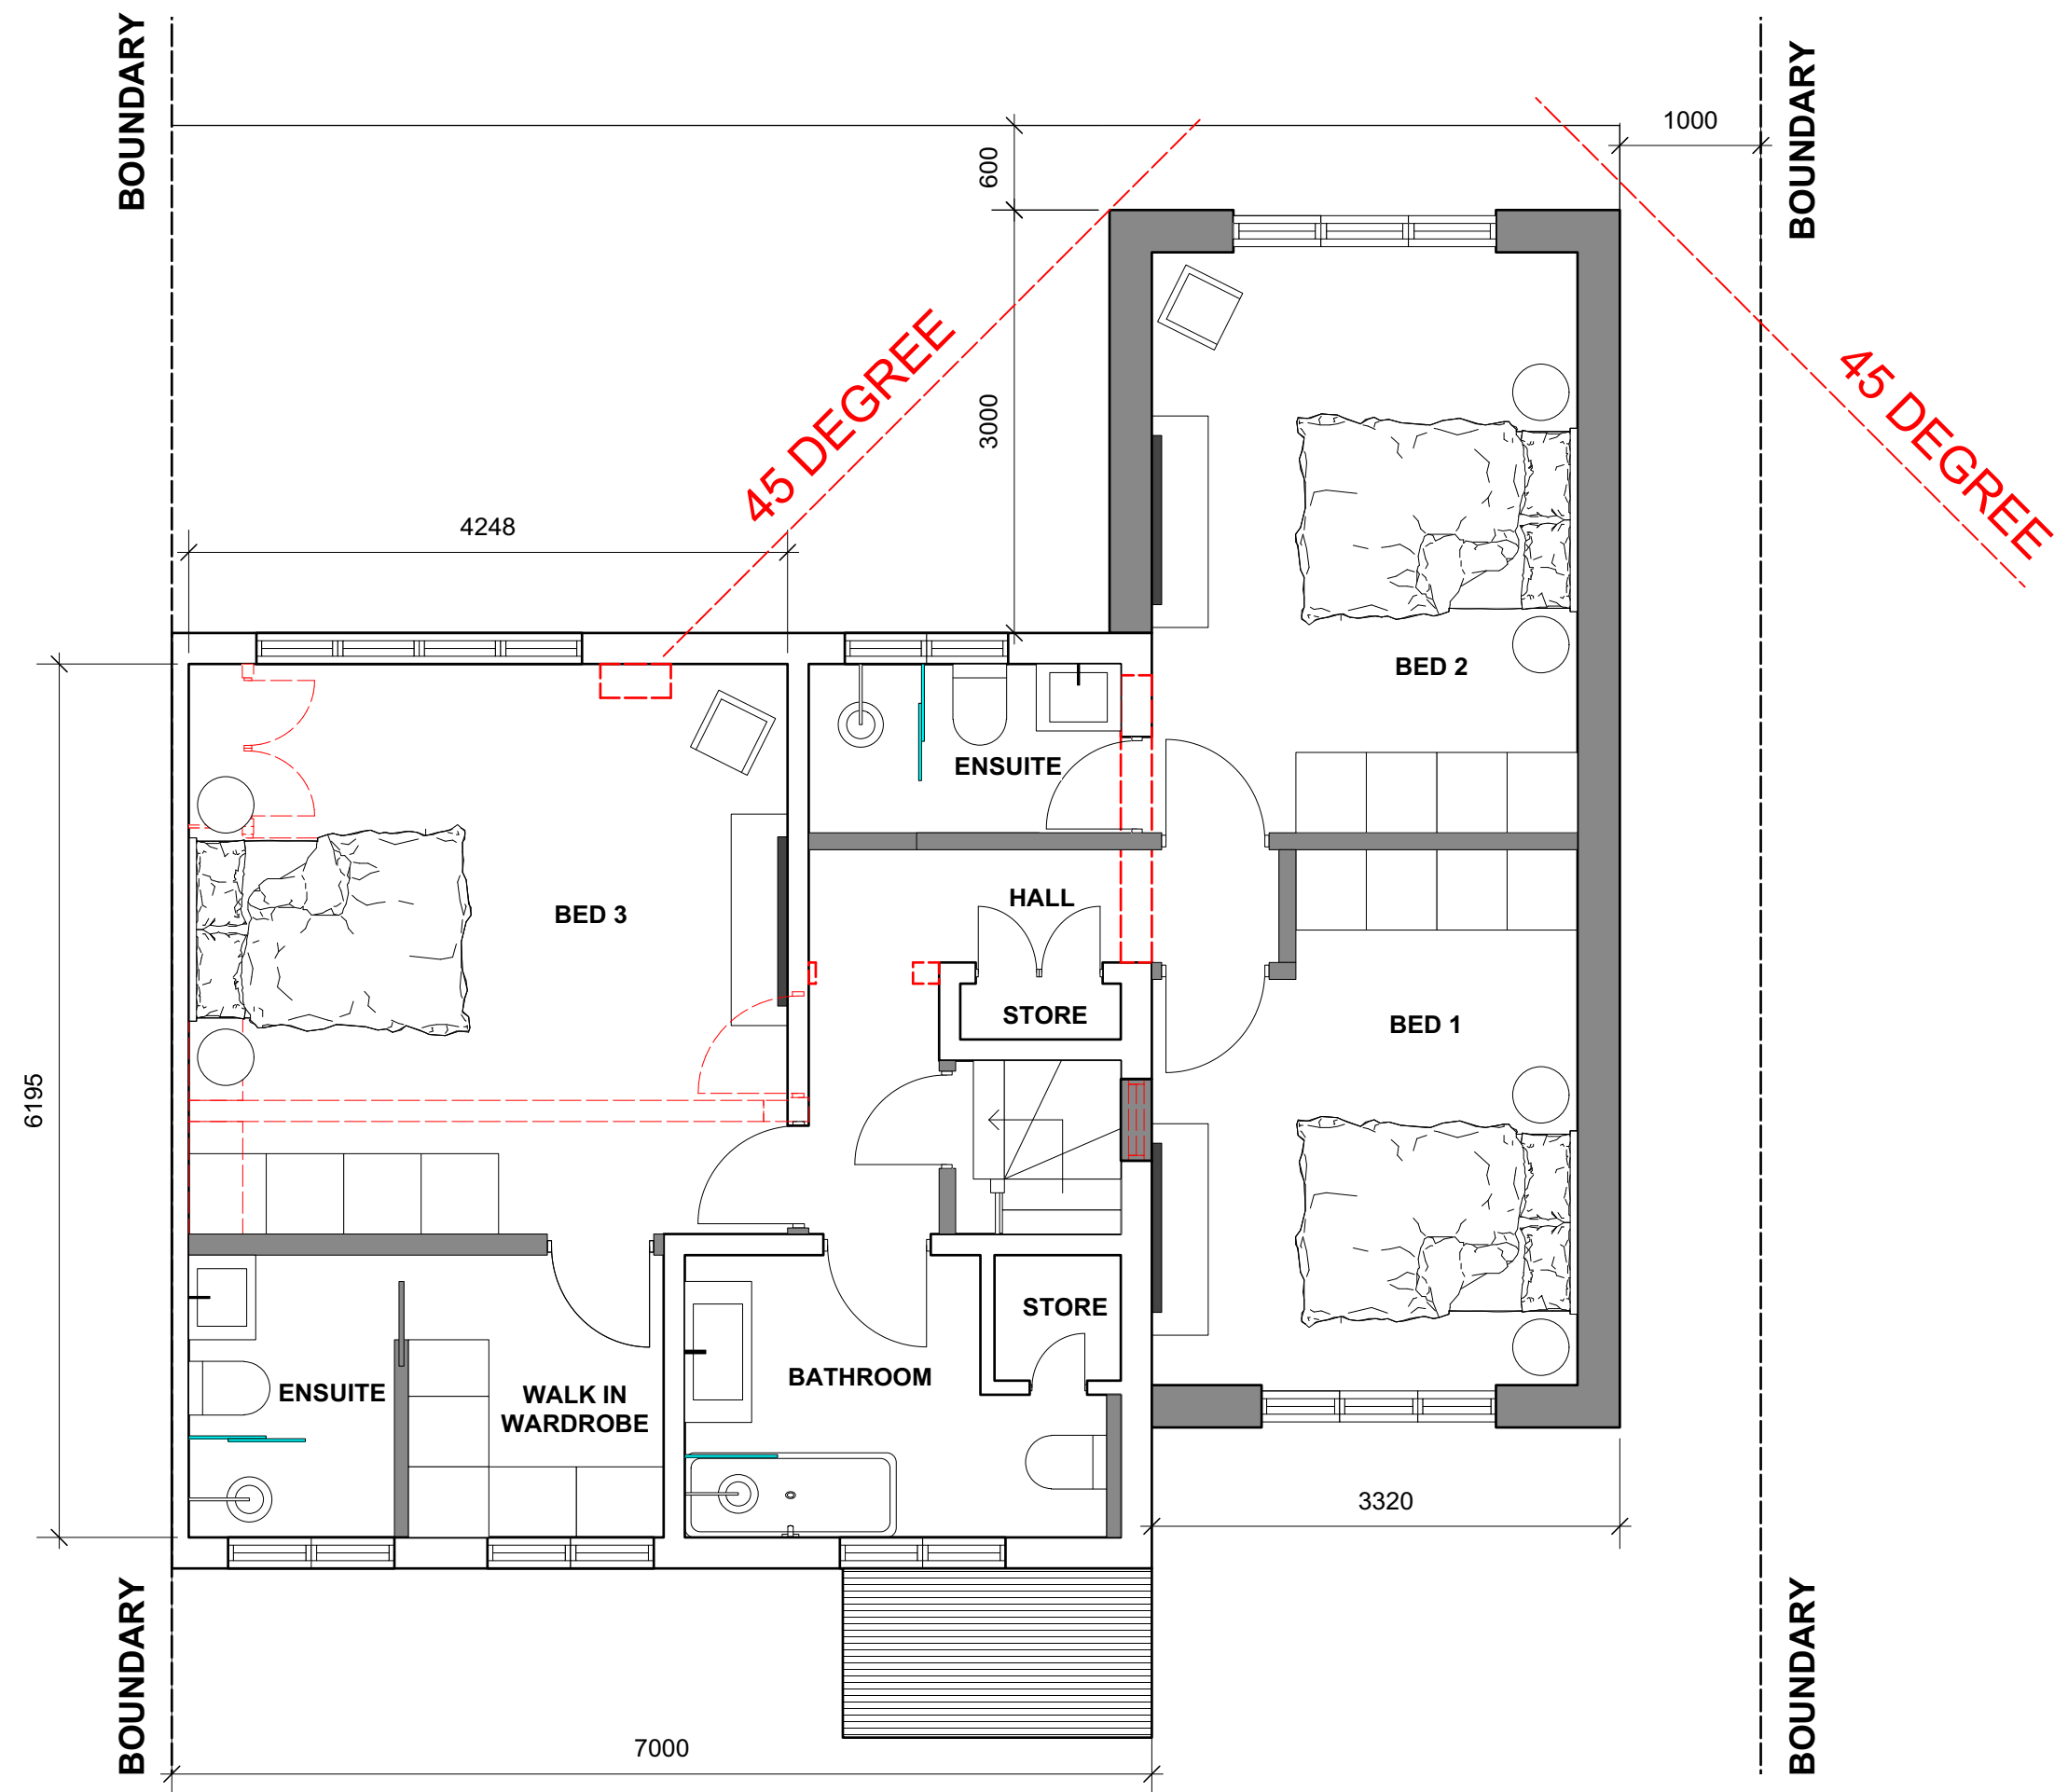 BOUNDARY
BOUNDARY
1000
600
45 DEGREE
45 DEGREE
3000
4248
BED 2
ENSUITE
HALL
BED 3
STORE
BED 1
6195
STORE
BATHROOM
ENSUITE
WALK IN
WARDROBE
3320
BOUNDARY
BOUNDARY
7000